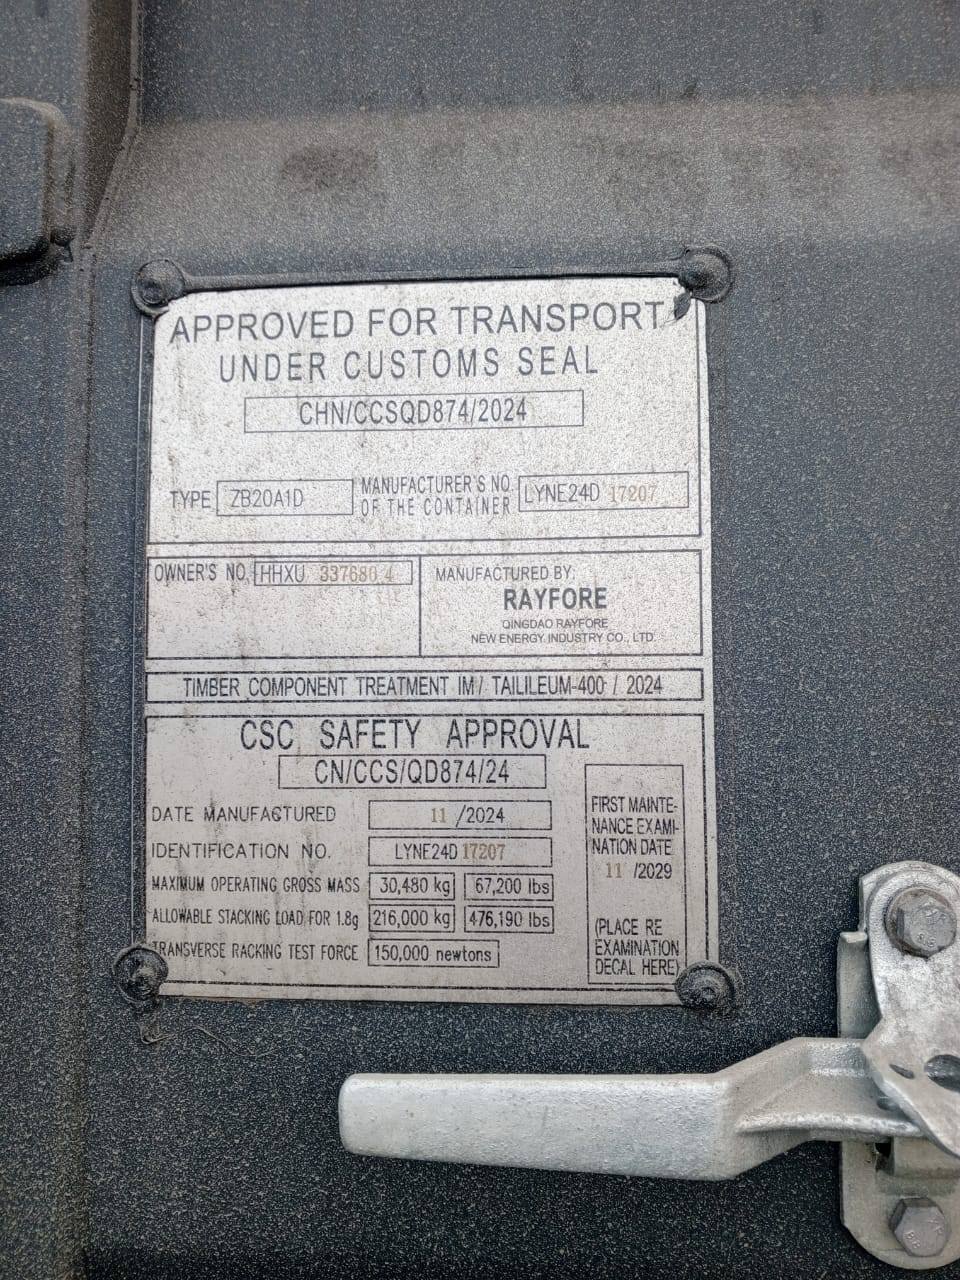 APPROVED FOR TRANSPORT
UNDER CUSTOMS SEAL
CHN/CCSQD874/2024
TYPE ZB20A1D MANUFACTURER'S NO. OF THE CONTAINER LYNE24D 17207
OWNER'S NO. HHXU 337680 4
MANUFACTURED BY:
RAYFORE
QINGDAO RAYFORE
NEW ENERGY INDUSTRY CO., LTD.
TIMBER COMPONENT TREATMENT IM / TAILILEUM-400 / 2024
CSC SAFETY APPROVAL
CN/CCS/QD874/24
DATE MANUFACTURED 11 /2024
IDENTIFICATION NO. LYNE24D 17207
MAXIMUM OPERATING GROSS MASS 30,480 kg 67,200 lbs
ALLOWABLE STACKING LOAD FOR 1.8g 216,000 kg 476,190 lbs
TRANSVERSE RACKING TEST FORCE 150,000 newtons
FIRST MAINTE-
NANCE EXAMI-
NATION DATE
11 /2029
(PLACE RE
EXAMINATION
DECAL HERE)